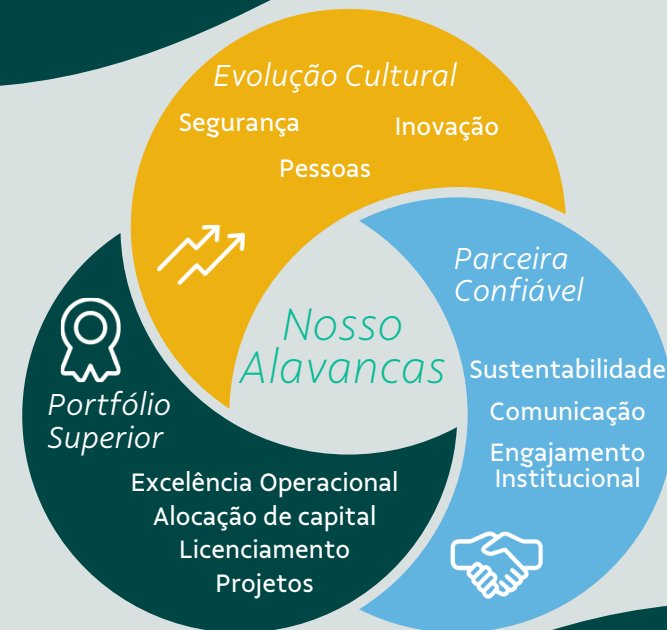 Evolução Cultural
Segurança
Inovação
Pessoas
Parceira
Confiável
Sustentabilidade
Comunicação
Engajamento
Institucional
Nosso
Alavancas
Portfólio
Superior
Excelência Operacional
Alocação de capital
Licenciamento
Projetos